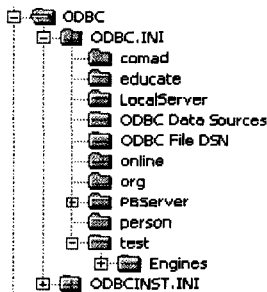 ODBC
ODBC.INI
comad
educate
LocalServer
ODBC Data Sources
ODBC File DSN
online
org
PBServer
person
test
Engines
ODBCINST.INI